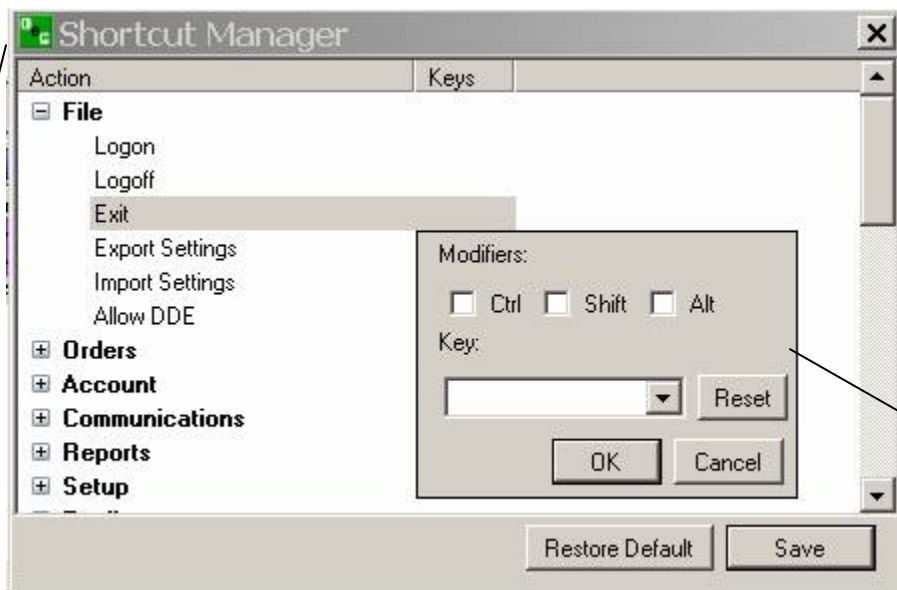 Shortcut Manager
Action Keys
File
Logon
Logoff
Exit
Export Settings
Import Settings
Allow DDE
Orders
Account
Communications
Reports
Setup
Modifiers:
Ctrl Shift Alt
Key:
Reset
OK Cancel
Restore Default Save